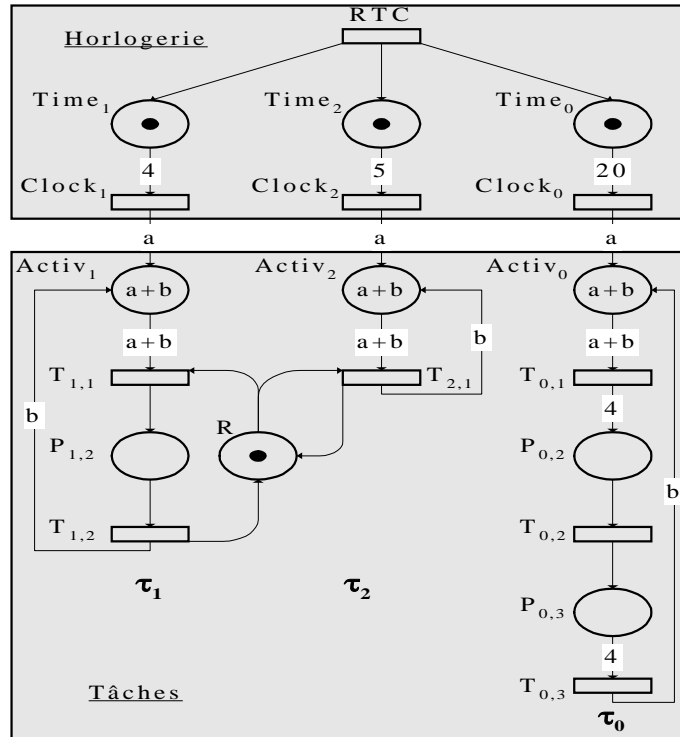 RTC
Horlogerie
Time1 Time2 Time0
4 5 20
Clock1 Clock2 Clock0
a a a
Activ1 Activ2 Activ0
a+b a+b a+b
a+b a+b a+b
b
T1,1 T2,1 T0,1
4
b R
P1,2 P0,2
b
T1,2 T0,2
τ1 τ2
P0,3
4
Tâches T0,3
τ0